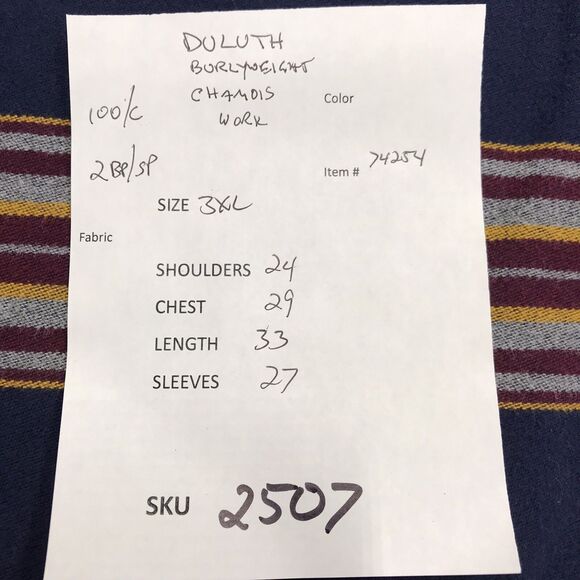 DULUTH
BURLYWEIGHT
CHAMOIS
WORK
100%C
Color
2BP/SP
Item # 74254
SIZE 3XL
Fabric
SHOULDERS 24
CHEST 29
LENGTH 33
SLEEVES 27
SKU 2507